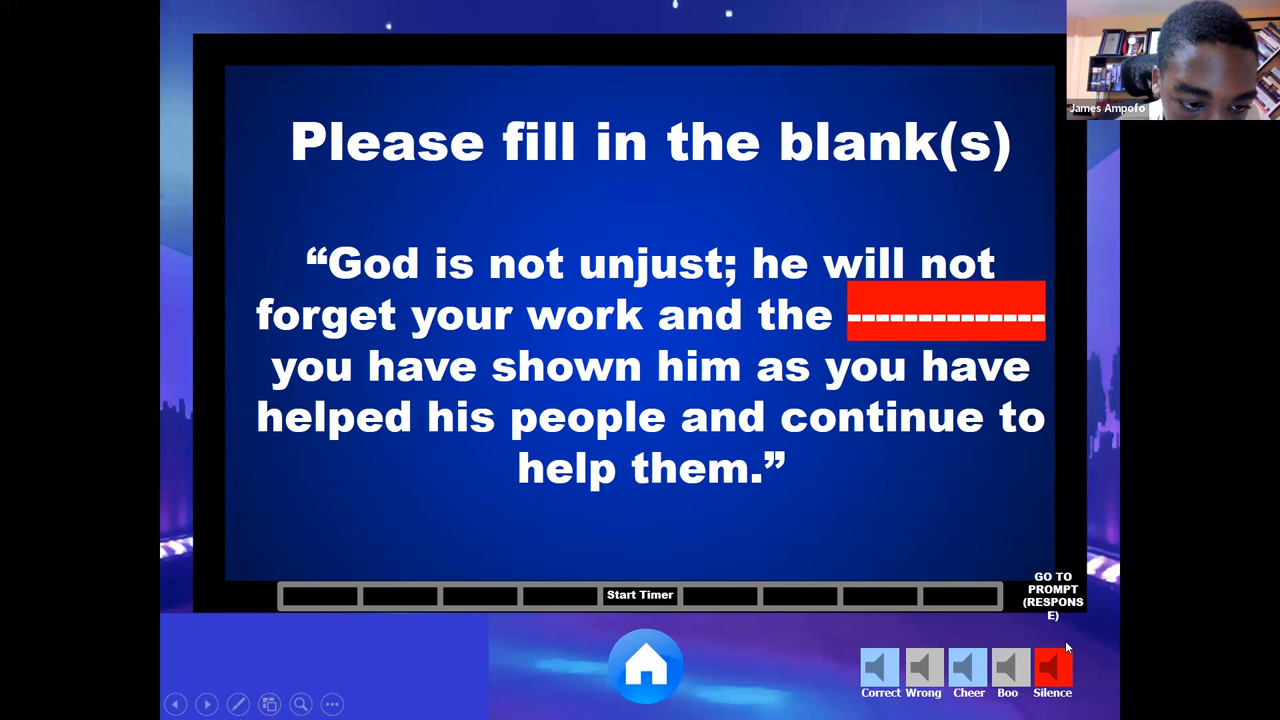 James Ampofo
Please fill in the blank(s)
“God is not unjust; he will not
forget your work and the --------------
you have shown him as you have
helped his people and continue to
help them.”
Start Timer
GO TO
PROMPT
(RESPONS
E)
Correct Wrong Cheer Boo Silence